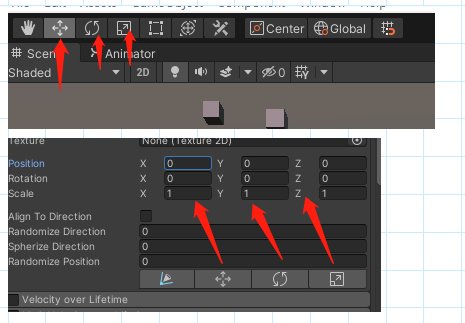 Center Global
Scen Animator
Shaded 2D 0
Texture None (Texture 2D)
Position X 0 Y 0 Z 0
Rotation X 0 Y 0 Z 0
Scale X 1 Y 1 Z 1
Align To Direction
Randomize Direction 0
Spherize Direction 0
Randomize Position 0
Velocity over Lifetime